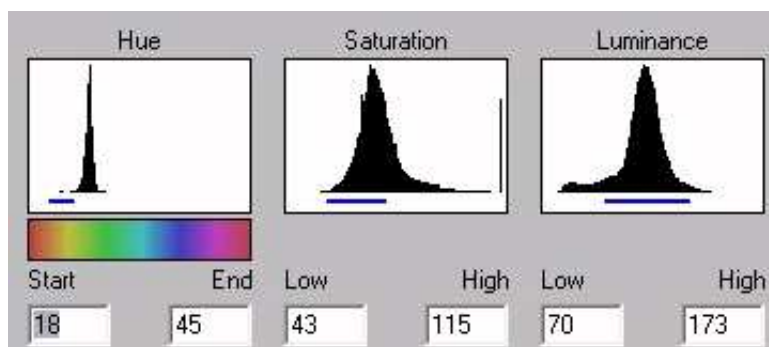 Hue Saturation Luminance
Start End Low High Low High
18 45 43 115 70 173